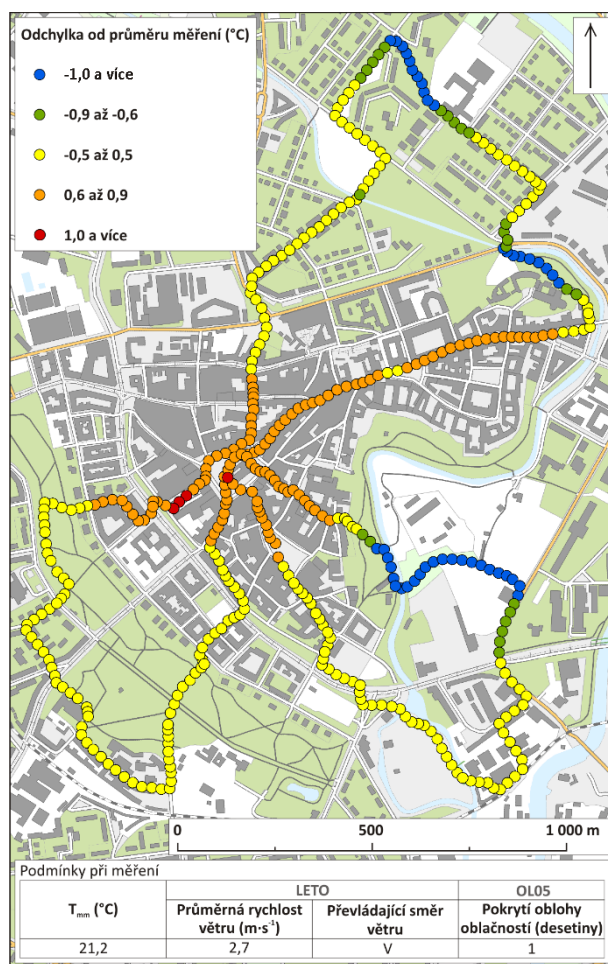 Odchylka od průměru měření (°C)
-1,0 a více
-0,9 až -0,6
-0,5 až 0,5
0,6 až 0,9
1,0 a více
0 500 1 000 m
Podmínky při měření
LETO OL05
Tmm (°C) Průměrná rychlost větru (m·s⁻¹) Převládající směr větru Pokrytí oblohy oblačností (desetiny)
21,2 2,7 V 1